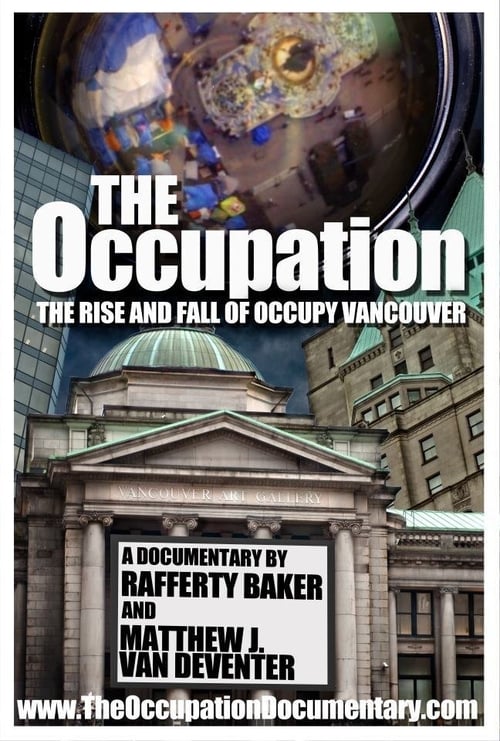 THE
Occupation
THE RISE AND FALL OF OCCUPY VANCOUVER
VANCOUVER ART GALLERY
A DOCUMENTARY BY
RAFFERTY BAKER
AND
MATTHEW J.
VAN DEVENTER
www.TheOccupationDocumentary.com